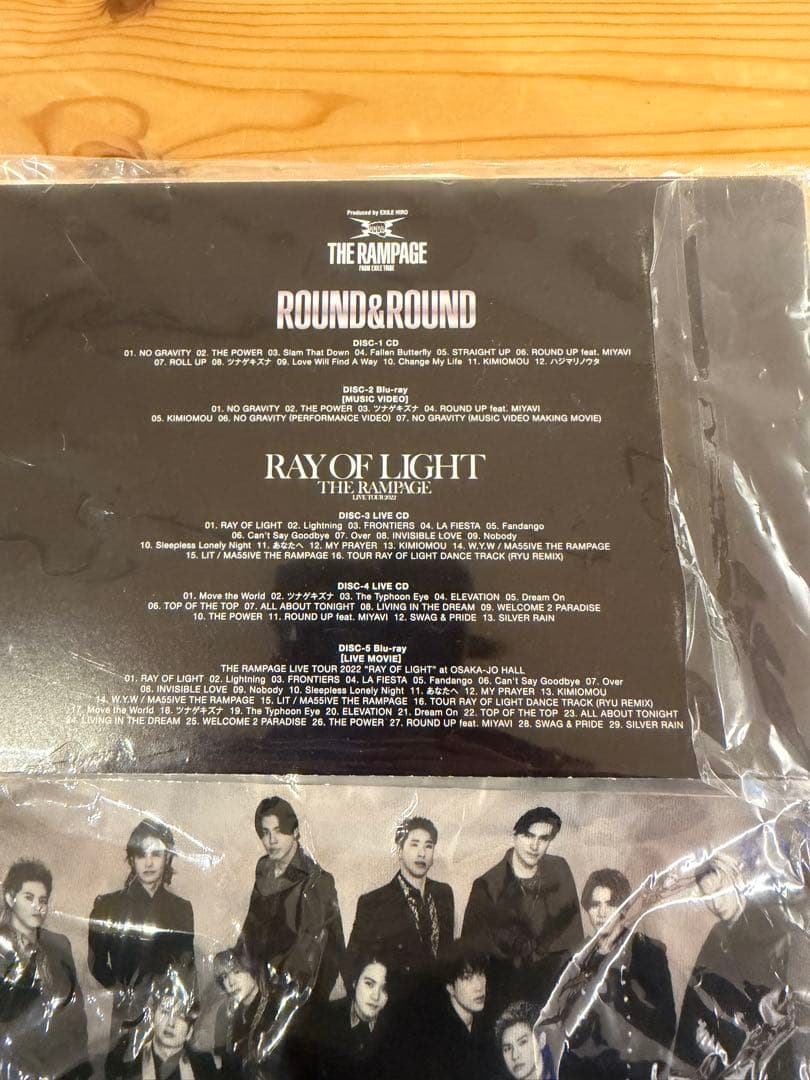 Produced by EXILE HIRO
THE RAMPAGE
FROM EXILE TRIBE
ROUND&ROUND
DISC-1 CD
01. NO GRAVITY 02. THE POWER 03. Slam That Down 04. Fallen Butterfly 05. STRAIGHT UP 06. ROUND UP feat. MIYAVI
07. ROLL UP 08. ツナゲキズナ 09. Love Will Find A Way 10. Change My Life 11. KIMIOMOU 12. ハジマリノウタ
DISC-2 Blu-ray
[MUSIC VIDEO]
01. NO GRAVITY 02. THE POWER 03. ツナゲキズナ 04. ROUND UP feat. MIYAVI
05. KIMIOMOU 06. NO GRAVITY (PERFORMANCE VIDEO) 07. NO GRAVITY (MUSIC VIDEO MAKING MOVIE)
RAY OF LIGHT
THE RAMPAGE
LIVE TOUR 2022
DISC-3 LIVE CD
01. RAY OF LIGHT 02. Lightning 03. FRONTIERS 04. LA FIESTA 05. Fandango
06. Can't Say Goodbye 07. Over 08. INVISIBLE LOVE 09. Nobody
10. Sleepless Lonely Night 11. あなたへ 12. MY PRAYER 13. KIMIOMOU 14. W.Y.W / MA55IVE THE RAMPAGE
15. LIT / MA55IVE THE RAMPAGE 16. TOUR RAY OF LIGHT DANCE TRACK (RYU REMIX)
DISC-4 LIVE CD
01. Move the World 02. ツナゲキズナ 03. The Typhoon Eye 04. ELEVATION 05. Dream On
06. TOP OF THE TOP 07. ALL ABOUT TONIGHT 08. LIVING IN THE DREAM 09. WELCOME 2 PARADISE
10. THE POWER 11. ROUND UP feat. MIYAVI 12. SWAG & PRIDE 13. SILVER RAIN
DISC-5 Blu-ray
[LIVE MOVIE]
THE RAMPAGE LIVE TOUR 2022 "RAY OF LIGHT" at OSAKA-JO HALL
01. RAY OF LIGHT 02. Lightning 03. FRONTIERS 04. LA FIESTA 05. Fandango 06. Can't Say Goodbye 07. Over
08. INVISIBLE LOVE 09. Nobody 10. Sleepless Lonely Night 11. あなたへ 12. MY PRAYER 13. KIMIOMOU
14. W.Y.W / MA55IVE THE RAMPAGE 15. LIT / MA55IVE THE RAMPAGE 16. TOUR RAY OF LIGHT DANCE TRACK (RYU REMIX)
17. Move the World 18. ツナゲキズナ 19. The Typhoon Eye 20. ELEVATION 21. Dream On 22. TOP OF THE TOP 23. ALL ABOUT TONIGHT
24. LIVING IN THE DREAM 25. WELCOME 2 PARADISE 26. THE POWER 27. ROUND UP feat. MIYAVI 28. SWAG & PRIDE 29. SILVER RAIN